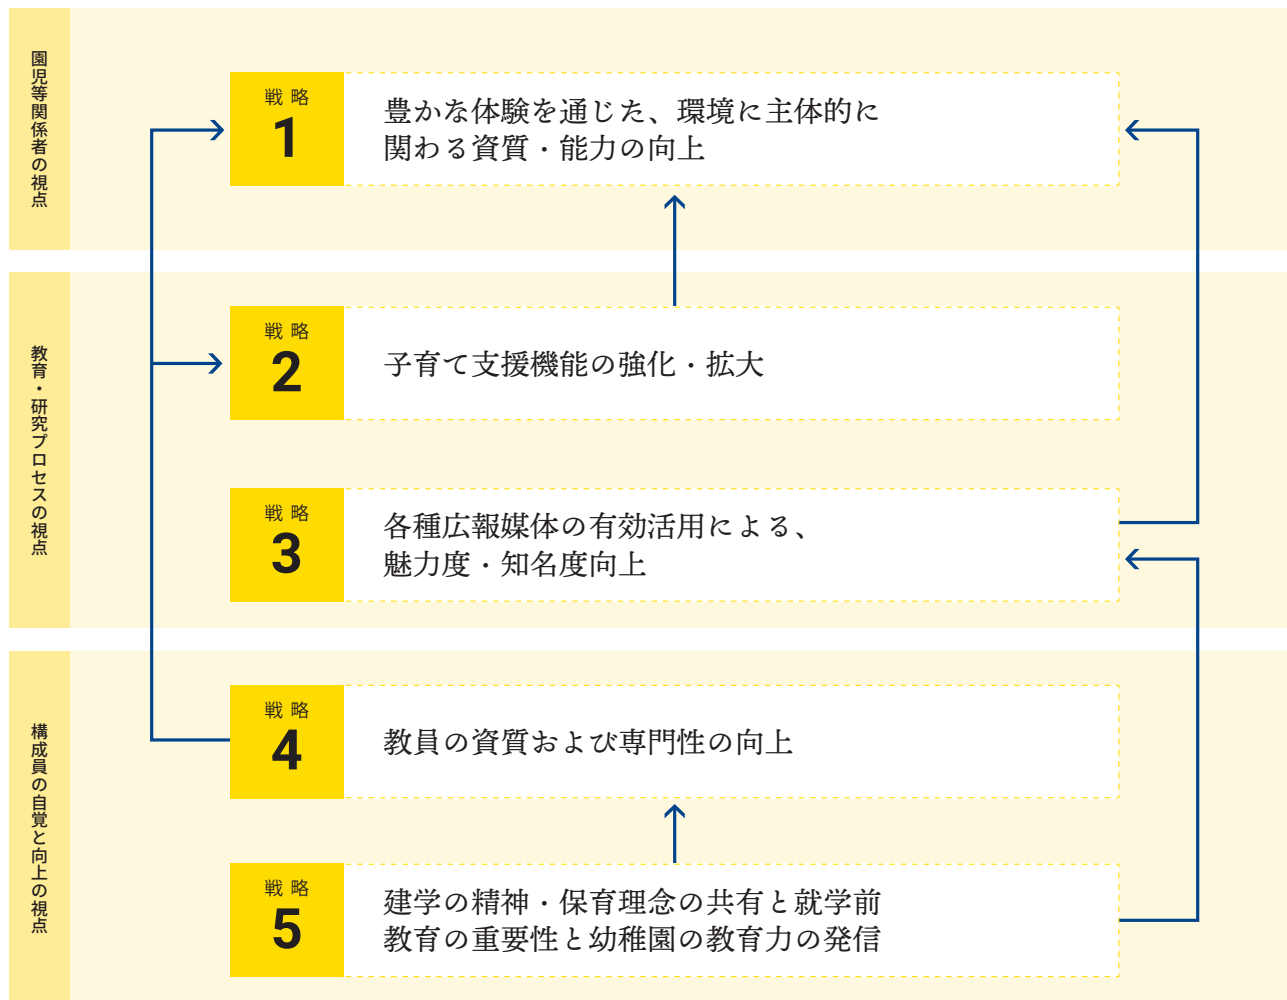 園児等関係者の視点
戦略
1
豊かな体験を通じた、環境に主体的に
関わる資質・能力の向上
教育・研究プロセスの視点
戦略
2
子育て支援機能の強化・拡大
戦略
3
各種広報媒体の有効活用による、
魅力度・知名度向上
構成員の自覚と向上の視点
戦略
4
教員の資質および専門性の向上
戦略
5
建学の精神・保育理念の共有と就学前
教育の重要性と幼稚園の教育力の発信